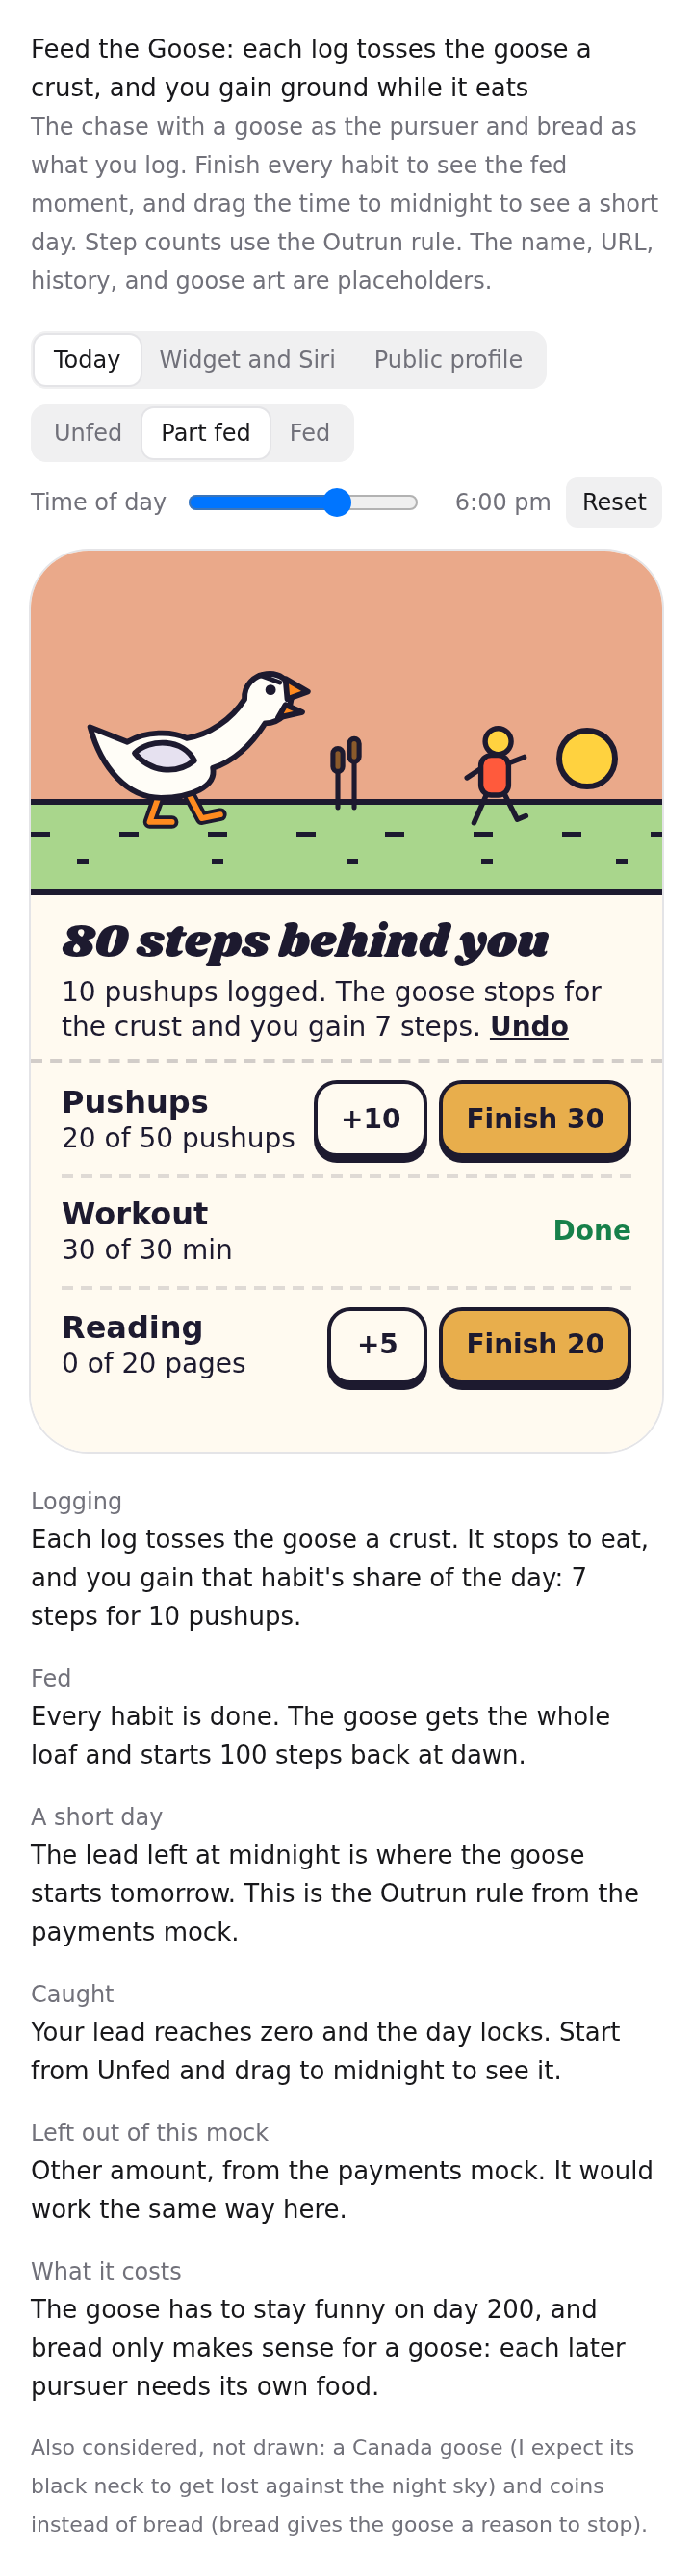 Feed the Goose: each log tosses the goose a
crust, and you gain ground while it eats
The chase with a goose as the pursuer and bread as
what you log. Finish every habit to see the fed
moment, and drag the time to midnight to see a short
day. Step counts use the Outrun rule. The name, URL,
history, and goose art are placeholders.
Today Widget and Siri Public profile
Unfed Part fed Fed
Time of day 6:00 pm Reset
80 steps behind you
10 pushups logged. The goose stops for
the crust and you gain 7 steps. Undo
Pushups
20 of 50 pushups
+10 Finish 30
Workout
30 of 30 min
Done
Reading
0 of 20 pages
+5 Finish 20
Logging
Each log tosses the goose a crust. It stops to eat,
and you gain that habit's share of the day: 7
steps for 10 pushups.
Fed
Every habit is done. The goose gets the whole
loaf and starts 100 steps back at dawn.
A short day
The lead left at midnight is where the goose
starts tomorrow. This is the Outrun rule from the
payments mock.
Caught
Your lead reaches zero and the day locks. Start
from Unfed and drag to midnight to see it.
Left out of this mock
Other amount, from the payments mock. It would
work the same way here.
What it costs
The goose has to stay funny on day 200, and
bread only makes sense for a goose: each later
pursuer needs its own food.
Also considered, not drawn: a Canada goose (I expect its
black neck to get lost against the night sky) and coins
instead of bread (bread gives the goose a reason to stop).